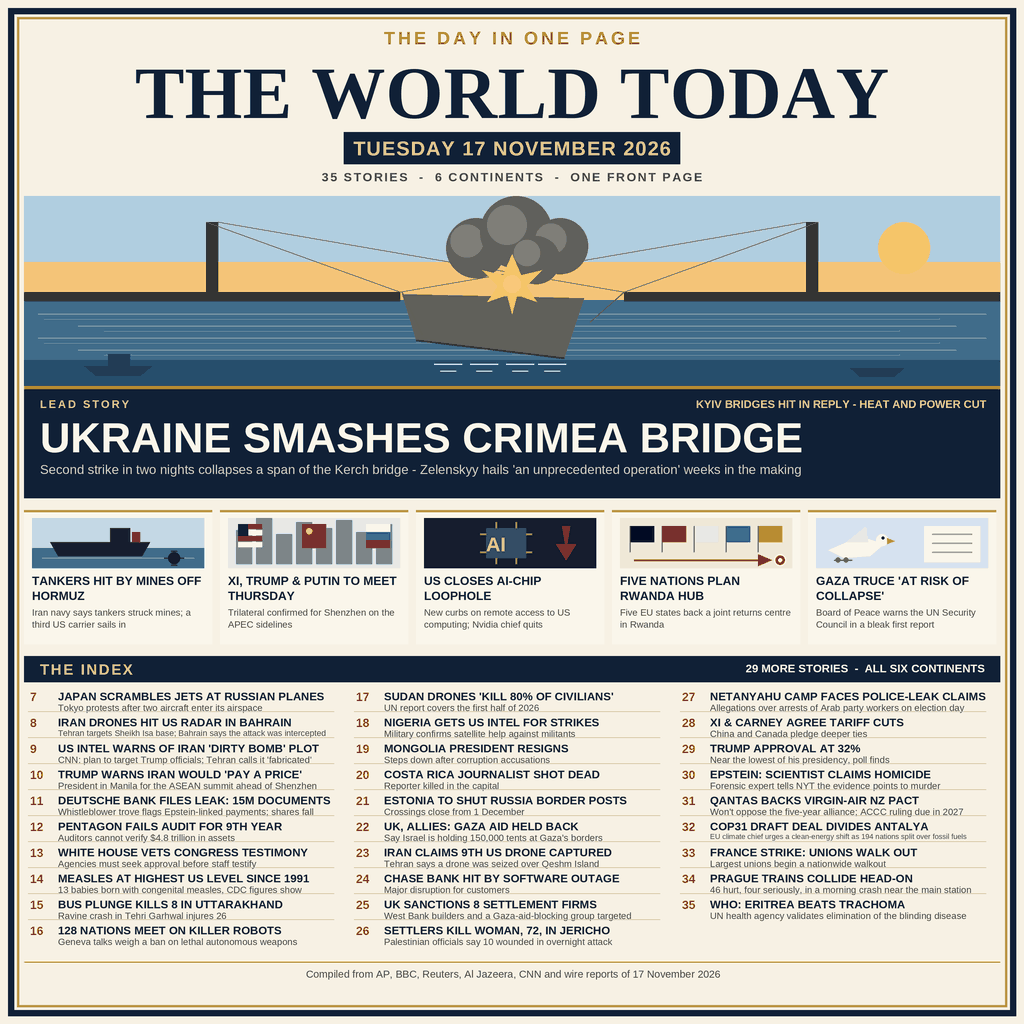 THE DAY IN ONE PAGE
THE WORLD TODAY
TUESDAY 17 NOVEMBER 2026
35 STORIES - 6 CONTINENTS - ONE FRONT PAGE
LEAD STORY
KYIV BRIDGES HIT IN REPLY - HEAT AND POWER CUT
UKRAINE SMASHES CRIMEA BRIDGE
Second strike in two nights collapses a span of the Kerch bridge - Zelenskyy hails 'an unprecedented operation' weeks in the making
TANKERS HIT BY MINES OFF
HORMUZ
Iran navy says tankers struck mines; a
third US carrier sails in
XI, TRUMP & PUTIN TO MEET
THURSDAY
Trilateral confirmed for Shenzhen on the
APEC sidelines
AI
US CLOSES AI-CHIP
LOOPHOLE
New curbs on remote access to US
computing; Nvidia chief quits
FIVE NATIONS PLAN
RWANDA HUB
Five EU states back a joint returns centre
in Rwanda
GAZA TRUCE 'AT RISK OF
COLLAPSE'
Board of Peace warns the UN Security
Council in a bleak first report
THE INDEX
29 MORE STORIES - ALL SIX CONTINENTS
7 JAPAN SCRAMBLES JETS AT RUSSIAN PLANES
Tokyo protests after two aircraft enter its airspace
8 IRAN DRONES HIT US RADAR IN BAHRAIN
Tehran targets Sheikh Isa base; Bahrain says the attack was intercepted
9 US INTEL WARNS OF IRAN 'DIRTY BOMB' PLOT
CNN: plan to target Trump officials; Tehran calls it 'fabricated'
10 TRUMP WARNS IRAN WOULD 'PAY A PRICE'
President in Manila for the ASEAN summit ahead of Shenzhen
11 DEUTSCHE BANK FILES LEAK: 15M DOCUMENTS
Whistleblower trove flags Epstein-linked payments; shares fall
12 PENTAGON FAILS AUDIT FOR 9TH YEAR
Auditors cannot verify $4.8 trillion in assets
13 WHITE HOUSE VETS CONGRESS TESTIMONY
Agencies must seek approval before staff testify
14 MEASLES AT HIGHEST US LEVEL SINCE 1991
13 babies born with congenital measles, CDC figures show
15 BUS PLUNGE KILLS 8 IN UTTARAKHAND
Ravine crash in Tehri Garhwal injures 26
16 128 NATIONS MEET ON KILLER ROBOTS
Geneva talks weigh a ban on lethal autonomous weapons
17 SUDAN DRONES 'KILL 80% OF CIVILIANS'
UN report covers the first half of 2026
18 NIGERIA GETS US INTEL FOR STRIKES
Military confirms satellite help against militants
19 MONGOLIA PRESIDENT RESIGNS
Steps down after corruption accusations
20 COSTA RICA JOURNALIST SHOT DEAD
Reporter killed in the capital
21 ESTONIA TO SHUT RUSSIA BORDER POSTS
Crossings close from 1 December
22 UK, ALLIES: GAZA AID HELD BACK
Say Israel is holding 150,000 tents at Gaza's borders
23 IRAN CLAIMS 9TH US DRONE CAPTURED
Tehran says a drone was seized over Qeshm Island
24 CHASE BANK HIT BY SOFTWARE OUTAGE
Major disruption for customers
25 UK SANCTIONS 8 SETTLEMENT FIRMS
West Bank builders and a Gaza-aid-blocking group targeted
26 SETTLERS KILL WOMAN, 72, IN JERICHO
Palestinian officials say 10 wounded in overnight attack
27 NETANYAHU CAMP FACES POLICE-LEAK CLAIMS
Allegations over arrests of Arab party workers on election day
28 XI & CARNEY AGREE TARIFF CUTS
China and Canada pledge deeper ties
29 TRUMP APPROVAL AT 32%
Near the lowest of his presidency, poll finds
30 EPSTEIN: SCIENTIST CLAIMS HOMICIDE
Forensic expert tells NYT the evidence points to murder
31 QANTAS BACKS VIRGIN-AIR NZ PACT
Won't oppose the five-year alliance; ACCC ruling due in 2027
32 COP31 DRAFT DEAL DIVIDES ANTALYA
EU climate chief urges a clean-energy shift as 194 nations split over fossil fuels
33 FRANCE STRIKE: UNIONS WALK OUT
Largest unions begin a nationwide walkout
34 PRAGUE TRAINS COLLIDE HEAD-ON
46 hurt, four seriously, in a morning crash near the main station
35 WHO: ERITREA BEATS TRACHOMA
UN health agency validates elimination of the blinding disease
Compiled from AP, BBC, Reuters, Al Jazeera, CNN and wire reports of 17 November 2026